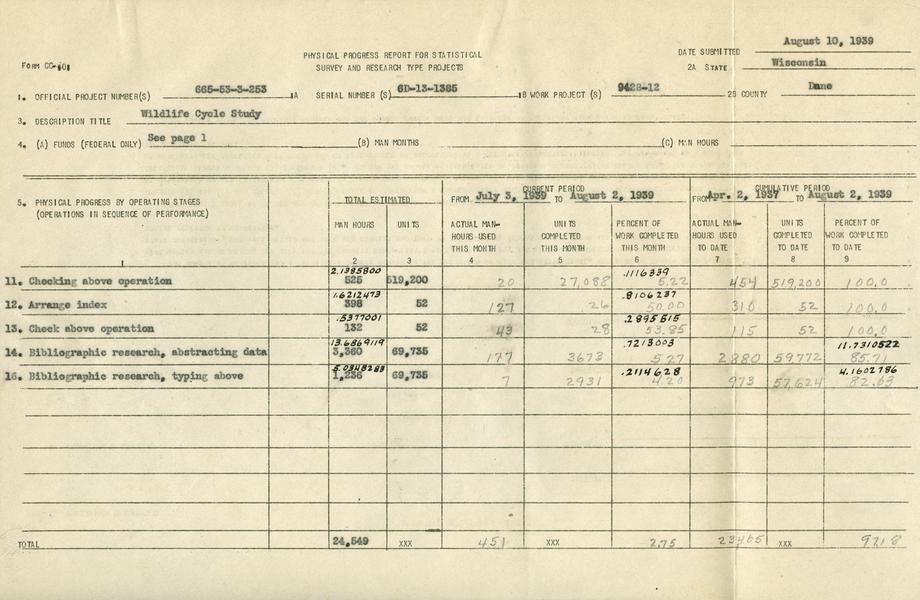 August 10, 1939
PHYSICAL PROGRESS REPORT FOR STATISTICAL DATE SUBMITTED
FORM CC-101 SURVEY AND RESEARCH TYPE PROJECTS 2A STATE Wisconsin
1. OFFICIAL PROJECT NUMBER(S) 665-53-3-253 1A SERIAL NUMBER (S) 6D-13-1385 1B WORK PROJECT (S) 9428-12 2B COUNTY Dane
3. DESCRIPTION TITLE Wildlife Cycle Study
4. (A) FUNDS (FEDERAL ONLY) See page 1 (B) MAN MONTHS (C) MAN HOURS
CURRENT PERIOD CUMULATIVE PERIOD
5. PHYSICAL PROGRESS BY OPERATING STAGES TOTAL ESTIMATED FROM July 3, 1939 TO August 2, 1939 FROM Apr. 2, 1937 TO August 2, 1939
(OPERATIONS IN SEQUENCE OF PERFORMANCE)
MAN HOURS UNITS ACTUAL MAN- UNITS PERCENT OF ACTUAL MAN- UNITS PERCENT OF
HOURS USED COMPLETED WORK COMPLETED HOURS USED COMPLETED WORK COMPLETED
THIS MONTH THIS MONTH THIS MONTH TO DATE TO DATE TO DATE
1 2 3 4 5 6 7 8 9
2.1385800 .1116339
11. Checking above operation 525 519,200 20 27,088 5.22 454 519,200 100.0
1.6212473 .8106237
12. Arrange index 398 52 127 26 50.00 310 52 100.0
.5377001 .2895515
13. Check above operation 132 52 43 28 53.85 115 52 100.0
13.6869119 .7213003 11.7310522
14. Bibliographic research, abstracting data 3,360 69,735 177 3673 5.27 2880 59,772 85.71
5.0348283 .2114628 4.1602786
15. Bibliographic research, typing above 1,236 69,735 7 2931 4.20 973 57,624 82.63
TOTAL 24,549 XXX 451 XXX 2.75 23465 XXX 97.18